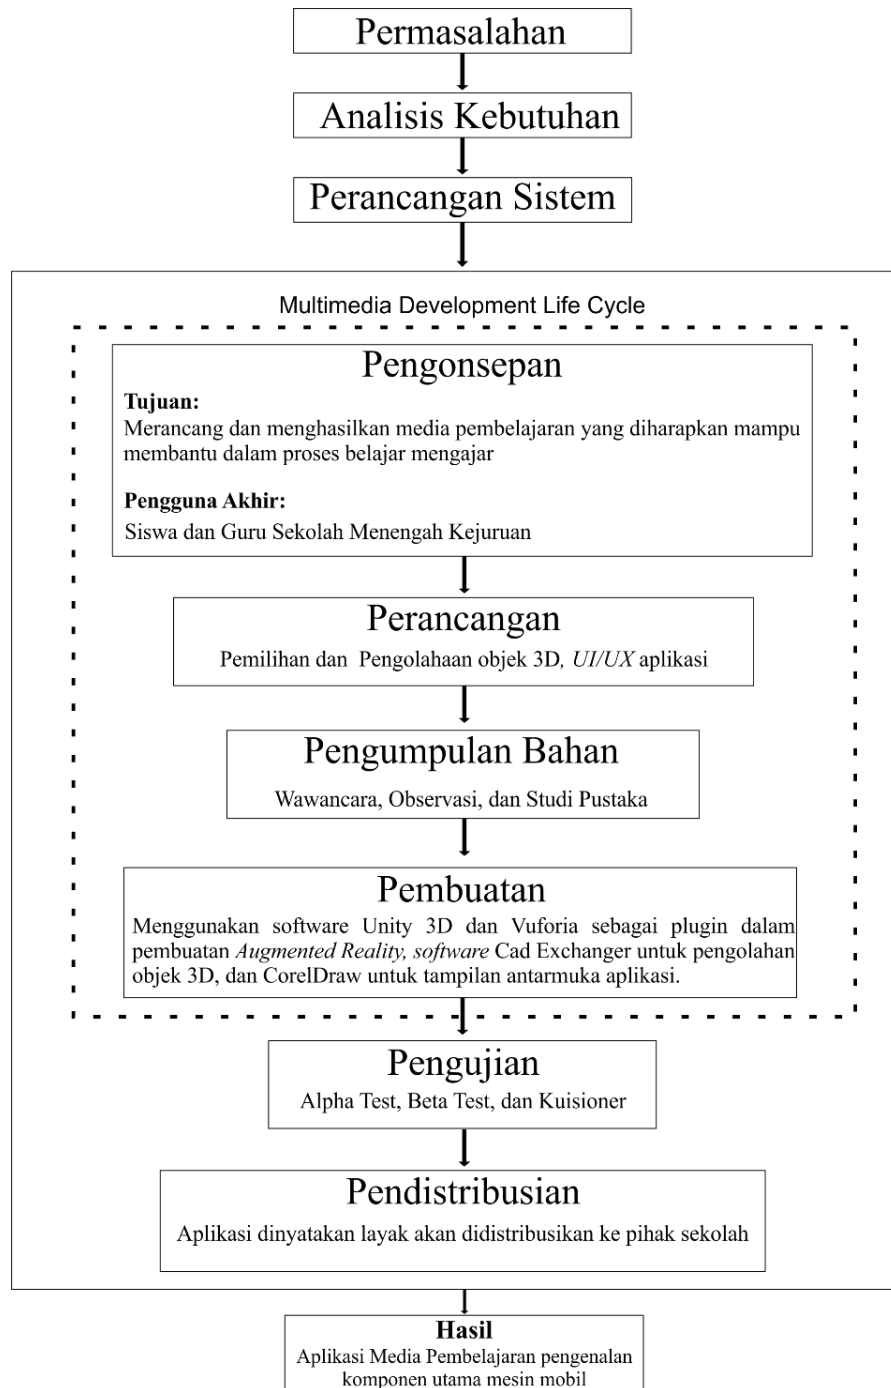 Permasalahan
Analisis Kebutuhan
Perancangan Sistem
Multimedia Development Life Cycle
Pengonsepan
Tujuan:
Merancang dan menghasilkan media pembelajaran yang diharapkan mampu
membantu dalam proses belajar mengajar
Pengguna Akhir:
Siswa dan Guru Sekolah Menengah Kejuruan
Perancangan
Pemilihan dan Pengolahaan objek 3D, UI/UX aplikasi
Pengumpulan Bahan
Wawancara, Observasi, dan Studi Pustaka
Pembuatan
Menggunakan software Unity 3D dan Vuforia sebagai plugin dalam
pembuatan Augmented Reality, software Cad Exchanger untuk pengolahan
objek 3D, dan CorelDraw untuk tampilan antarmuka aplikasi.
Pengujian
Alpha Test, Beta Test, dan Kuisioner
Pendistribusian
Aplikasi dinyatakan layak akan didistribusikan ke pihak sekolah
Hasil
Aplikasi Media Pembelajaran pengenalan
komponen utama mesin mobil